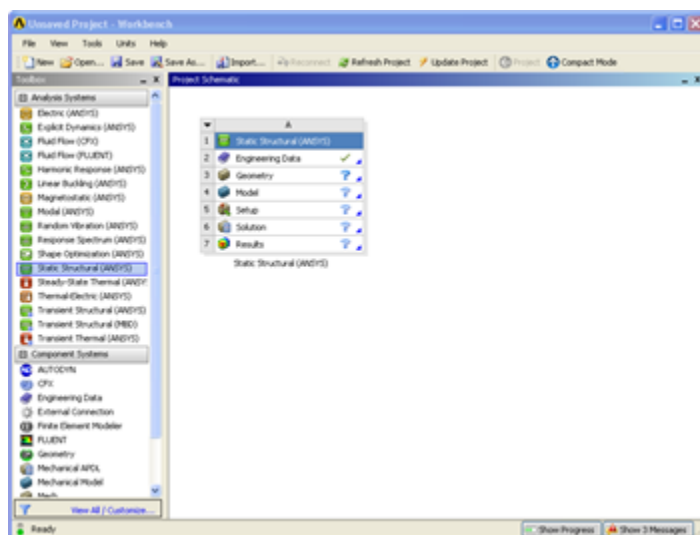 Unsaved Project - Workbench
File View Tools Units Help
New Open... Save Save As... Import... Reconnect Refresh Project Update Project Project Compact Mode
Toolbox
Project Schematic
Analysis Systems
Electric (ANSYS)
Explicit Dynamics (ANSYS)
Fluid Flow (CFX)
Fluid Flow (FLUENT)
Harmonic Response (ANSYS)
Linear Buckling (ANSYS)
Magnetostatic (ANSYS)
Modal (ANSYS)
Random Vibration (ANSYS)
Response Spectrum (ANSYS)
Shape Optimization (ANSYS)
Static Structural (ANSYS)
Steady-State Thermal (ANSY
Thermal-Electric (ANSYS)
Transient Structural (ANSYS)
Transient Structural (MBD)
Transient Thermal (ANSYS)
Component Systems
AUTODYN
CFX
Engineering Data
External Connection
Finite Element Modeler
FLUENT
Geometry
Mechanical APDL
Mechanical Model
Mesh
View All / Customize...
A
1 Static Structural (ANSYS)
2 Engineering Data
3 Geometry ?
4 Model ?
5 Setup ?
6 Solution ?
7 Results ?
Static Structural (ANSYS)
Ready
Show Progress Show 3 Messages